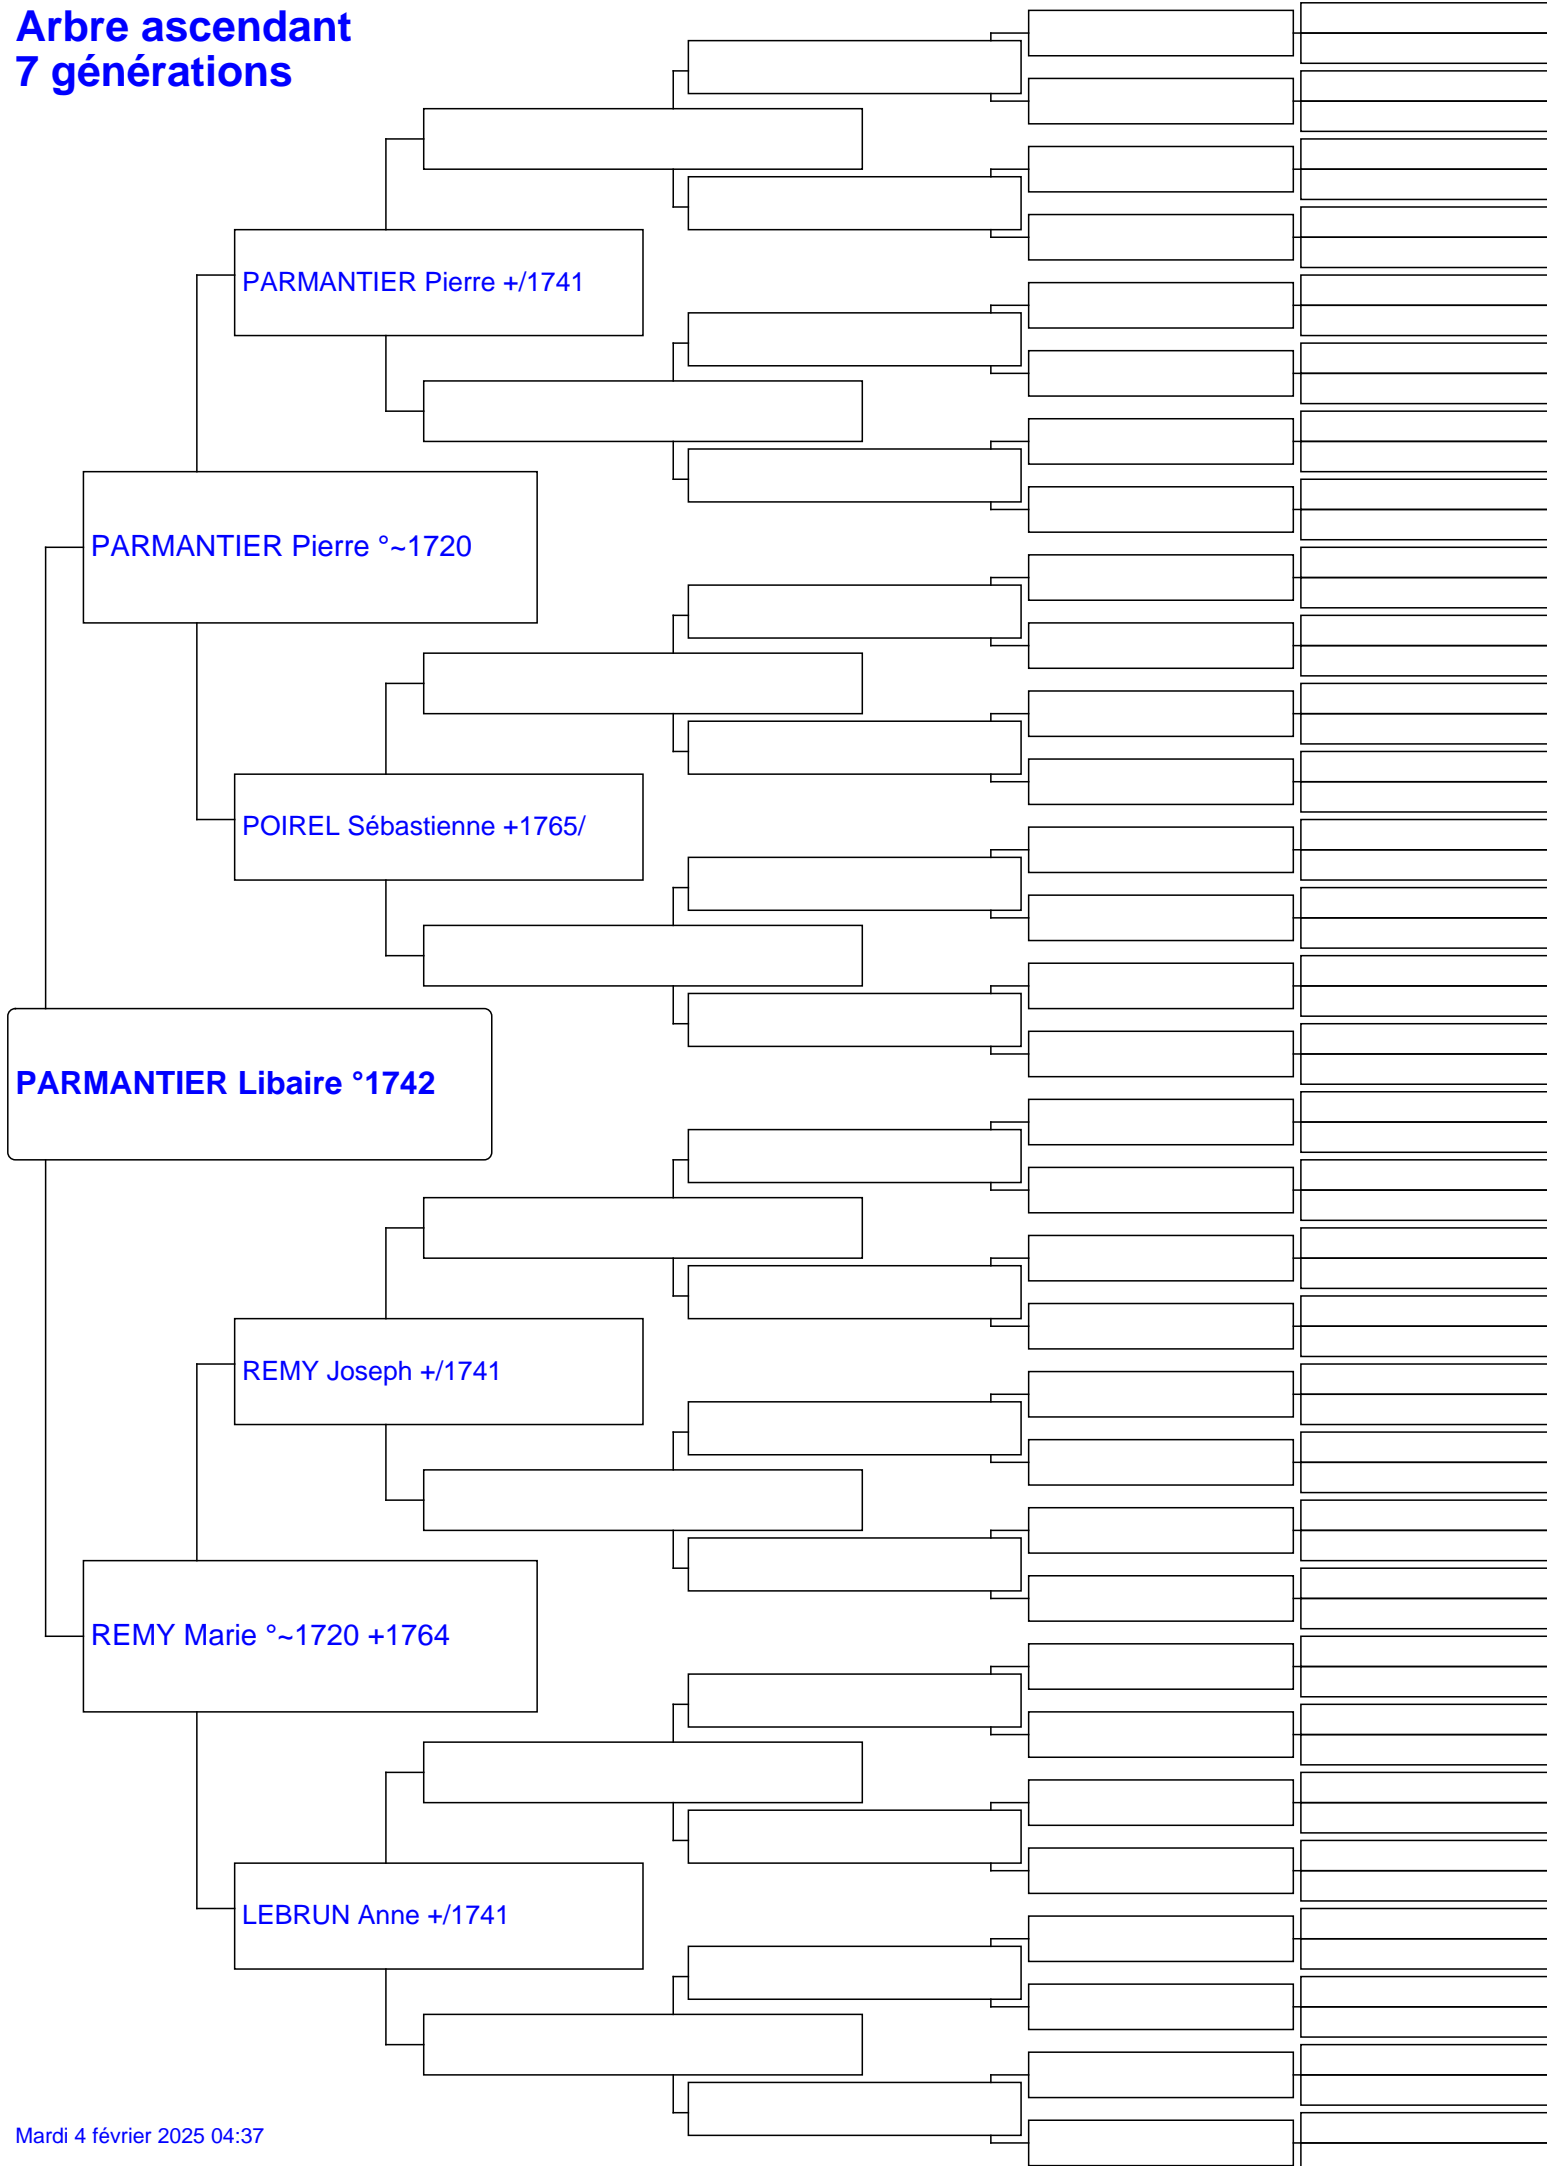 Arbre ascendant
7 générations
PARMANTIER Pierre +/1741
PARMANTIER Pierre °~1720
POIREL Sébastienne +1765/
PARMANTIER Libaire °1742
REMY Joseph +/1741
REMY Marie °~1720 +1764
LEBRUN Anne +/1741
Mardi 4 février 2025 04:37